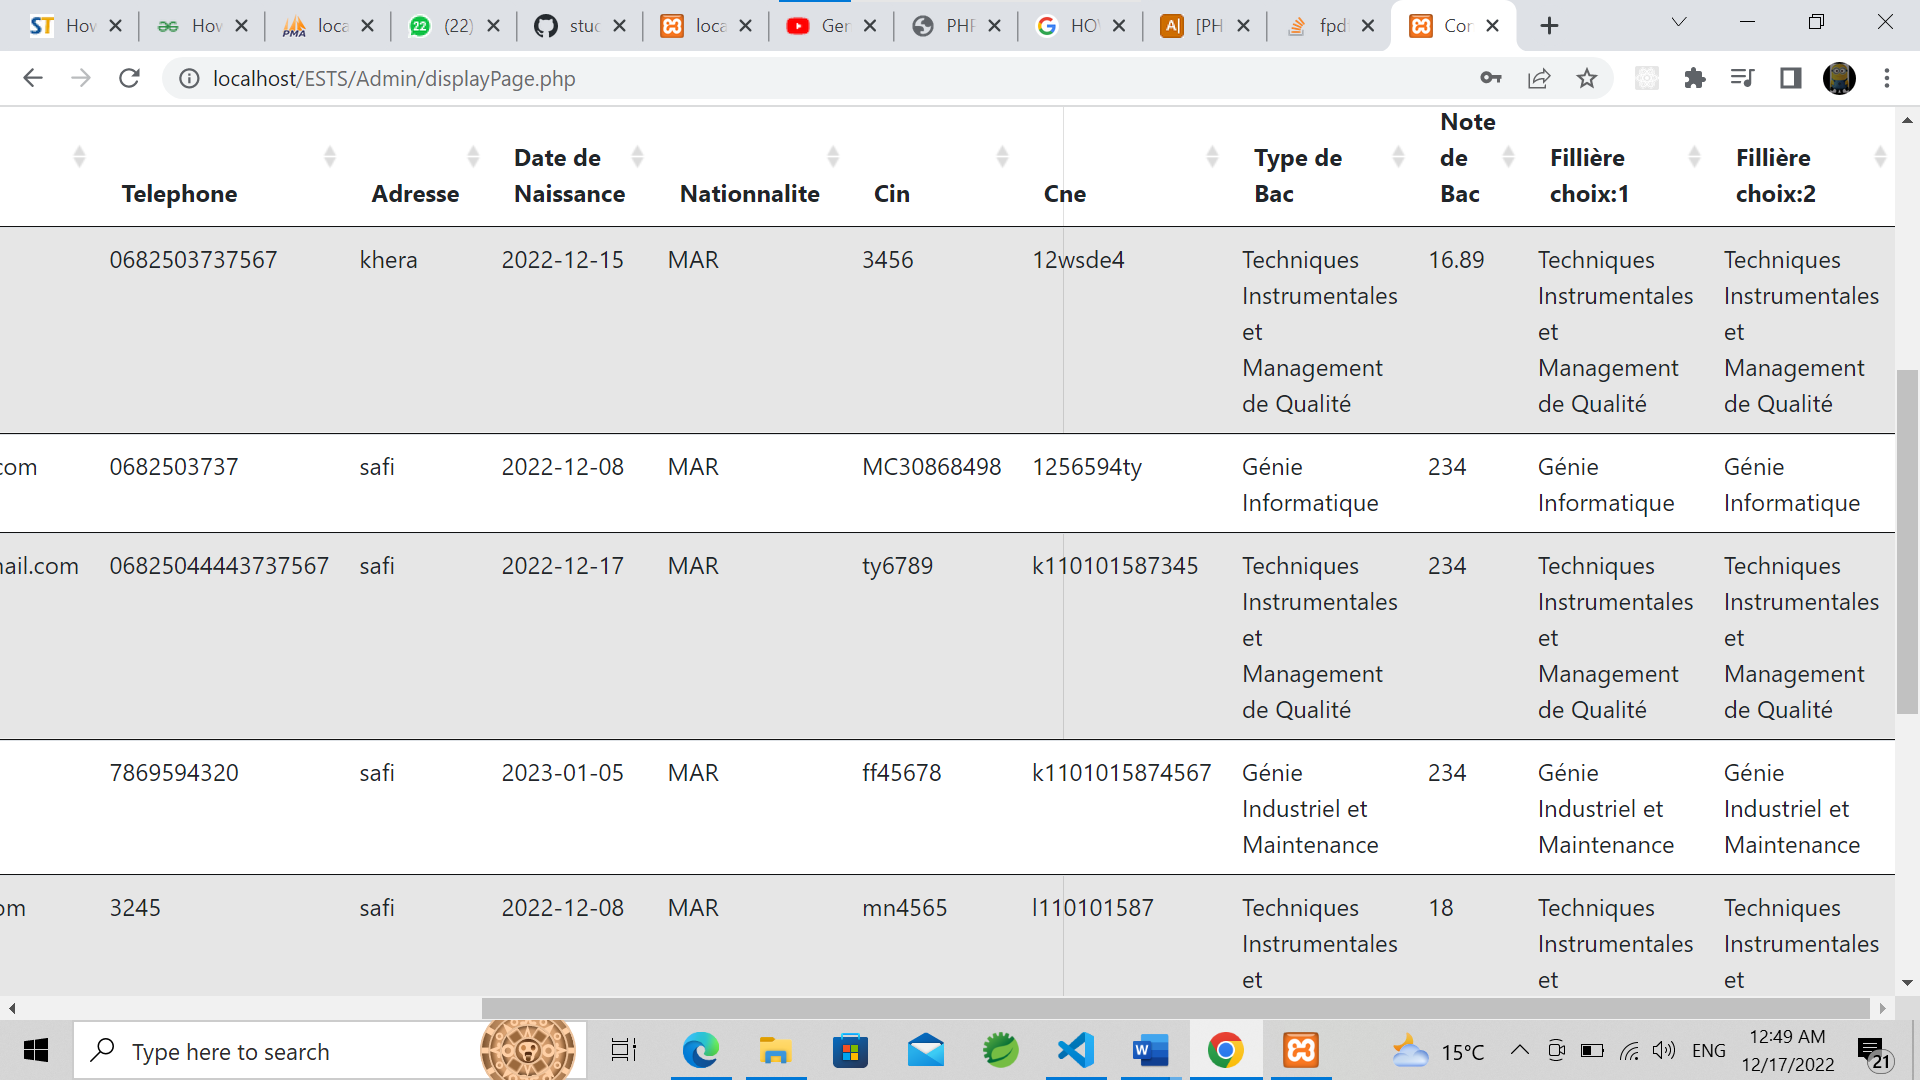 Hov
Hov
loca
(22)
stuc
loca
Ger
PHP
HOV
[PH
fpdi
Cor
localhost/ESTS/Admin/displayPage.php
Telephone Adresse Date de Naissance Nationnalite Cin Cne Type de Bac Note de Bac Fillière choix:1 Fillière choix:2
0682503737567 khera 2022-12-15 MAR 3456 12wsde4 Techniques 16.89 Techniques Techniques
Instrumentales Instrumentales Instrumentales
et et et
Management Management Management
de Qualité de Qualité de Qualité
com 0682503737 safi 2022-12-08 MAR MC30868498 1256594ty Génie 234 Génie Génie
Informatique Informatique Informatique
nail.com 06825044443737567 safi 2022-12-17 MAR ty6789 k110101587345 Techniques 234 Techniques Techniques
Instrumentales Instrumentales Instrumentales
et et et
Management Management Management
de Qualité de Qualité de Qualité
7869594320 safi 2023-01-05 MAR ff45678 k1101015874567 Génie 234 Génie Génie
Industriel et Industriel et Industriel et
Maintenance Maintenance Maintenance
om 3245 safi 2022-12-08 MAR mn4565 l110101587 Techniques 18 Techniques Techniques
Instrumentales Instrumentales Instrumentales
et et et
Type here to search
15°C
ENG
12:49 AM
12/17/2022
21